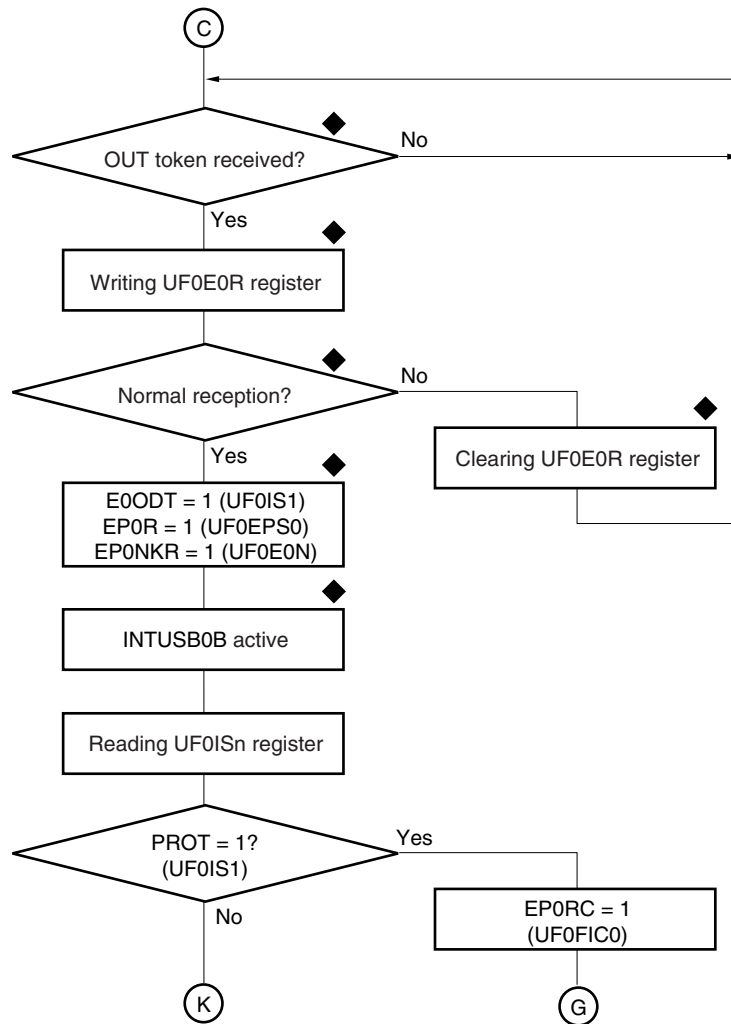 C
OUT token received?
No
Yes
Writing UF0E0R register
Normal reception?
No
Yes
Clearing UF0E0R register
E0ODT = 1 (UF0IS1)
EP0R = 1 (UF0EPS0)
EP0NKR = 1 (UF0E0N)
INTUSB0B active
Reading UF0ISn register
PROT = 1?
(UF0IS1)
Yes
No
EP0RC = 1
(UF0FIC0)
K
G